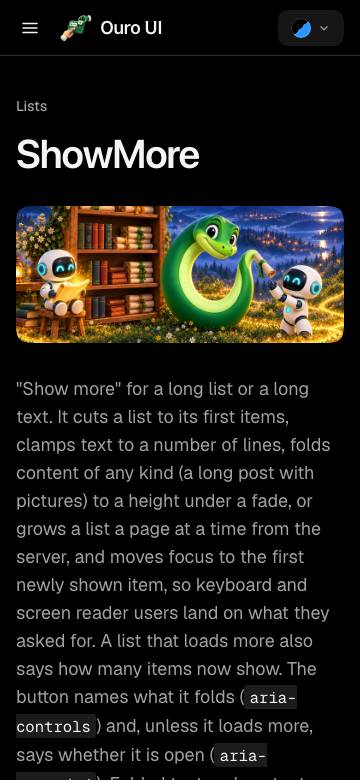 Ouro UI
Lists
ShowMore
"Show more" for a long list or a long
text. It cuts a list to its first items,
clamps text to a number of lines, folds
content of any kind (a long post with
pictures) to a height under a fade, or
grows a list a page at a time from the
server, and moves focus to the first
newly shown item, so keyboard and
screen reader users land on what they
asked for. A list that loads more also
says how many items now show. The
button names what it folds (aria-
controls) and, unless it loads more,
says whether it is open (aria-